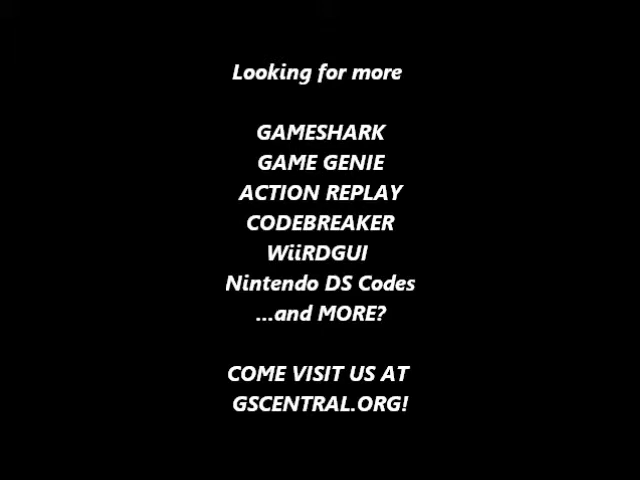 Looking for more
GAMESHARK
GAME GENIE
ACTION REPLAY
CODEBREAKER
WiiRDGUI
Nintendo DS Codes
...and MORE?
COME VISIT US AT
GSCENTRAL.ORG!